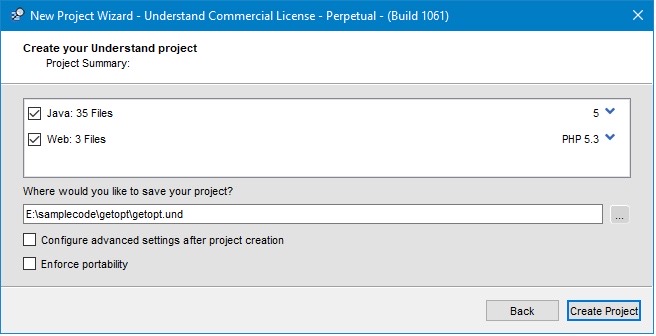 New Project Wizard - Understand Commercial License - Perpetual - (Build 1061)
Create your Understand project
Project Summary:
Java: 35 Files 5
Web: 3 Files PHP 5.3
Where would you like to save your project?
E:\samplecode\getopt\getopt.und ...
Configure advanced settings after project creation
Enforce portability
Back Create Project